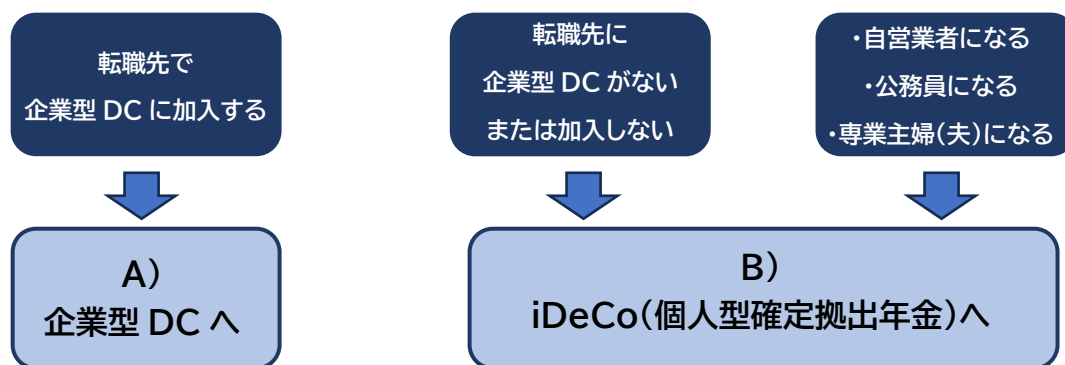 転職先で
企業型 DC に加入する
転職先に
企業型 DC がない
または加入しない
・自営業者になる
・公務員になる
・専業主婦(夫)になる
A)
企業型 DC へ
B)
iDeCo(個人型確定拠出年金)へ